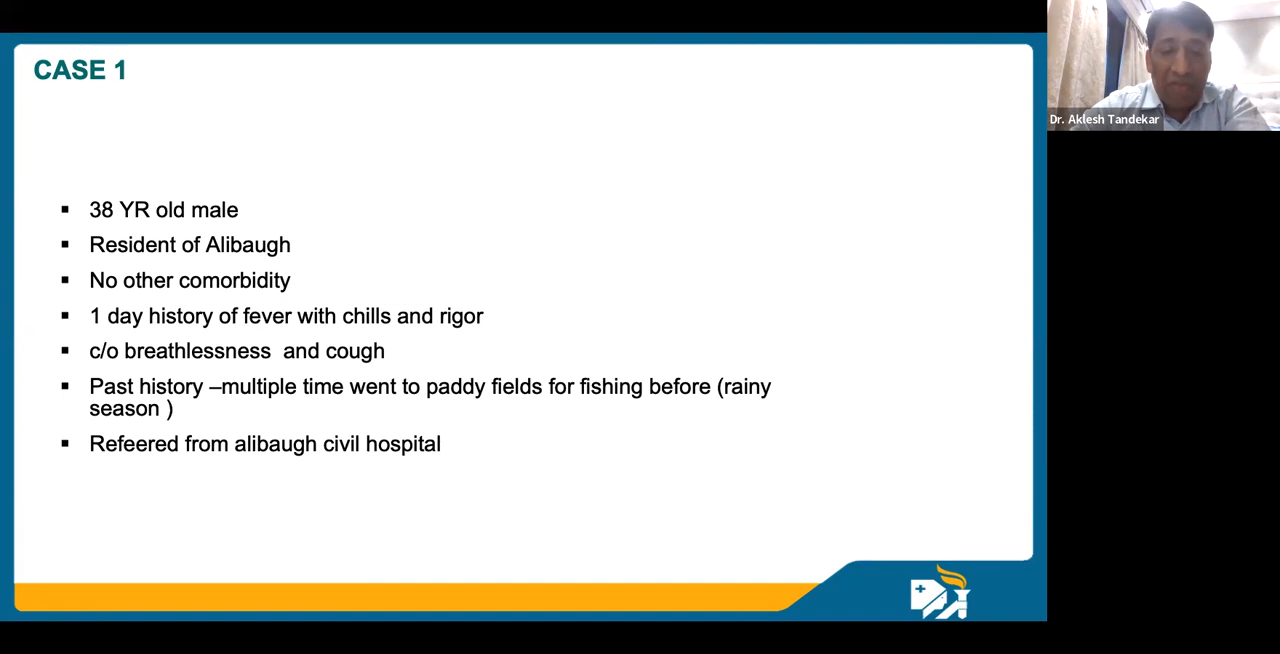 CASE 1
Dr. Aklesh Tandekar
▪ 38 YR old male
▪ Resident of Alibaugh
▪ No other comorbidity
▪ 1 day history of fever with chills and rigor
▪ c/o breathlessness and cough
▪ Past history –multiple time went to paddy fields for fishing before (rainy
season )
▪ Refeered from alibaugh civil hospital